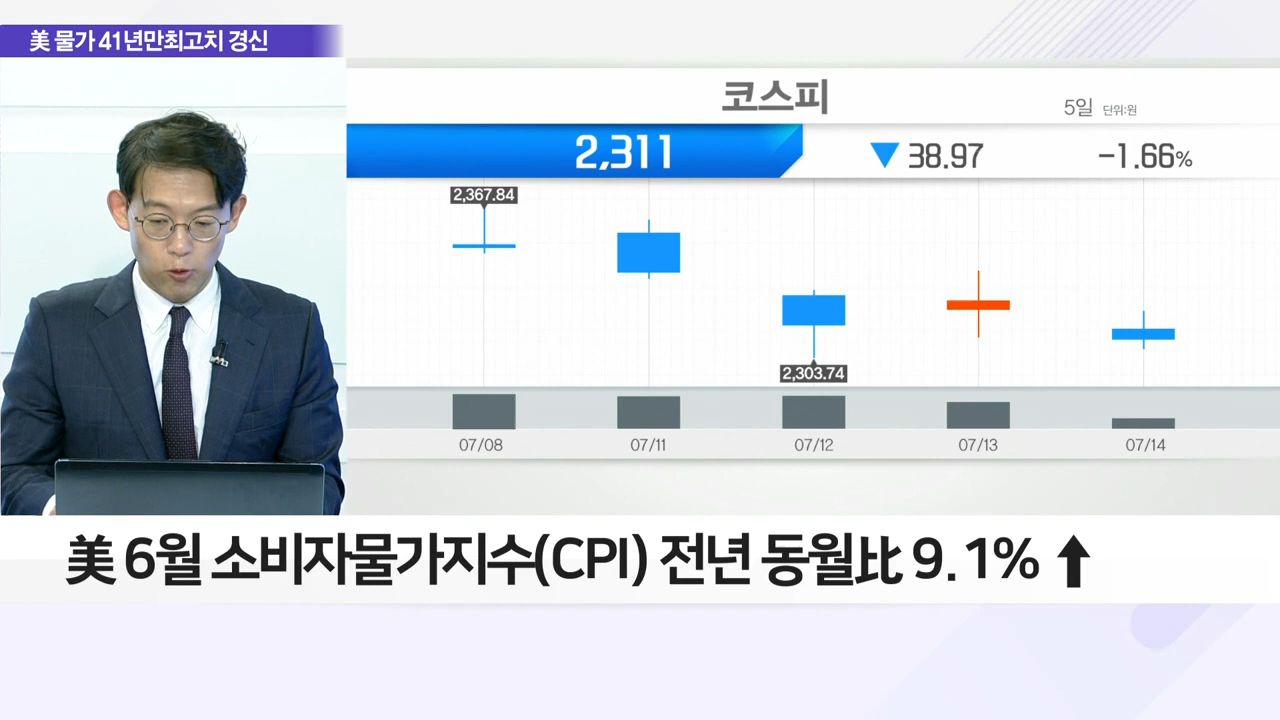 美 물가 41년만최고치 경신
코스피
5일 단위:원
2,311 ▼ 38.97 -1.66%
2,367.84
2,303.74
07/08 07/11 07/12 07/13 07/14
美 6월 소비자물가지수(CPI) 전년 동월比 9.1% ↑